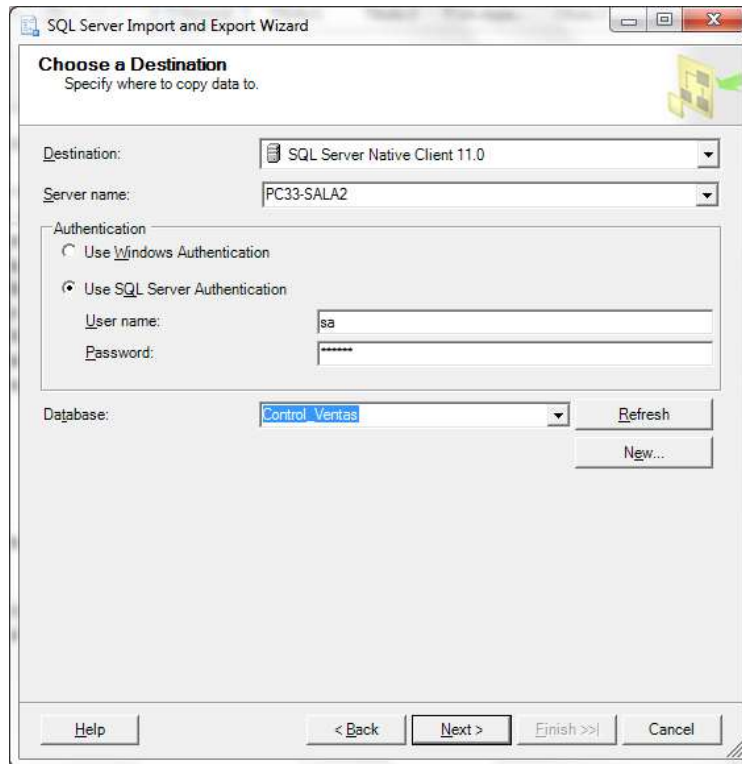 SQL Server Import and Export Wizard
Choose a Destination
Specify where to copy data to.
Destination: SQL Server Native Client 11.0
Server name: PC33-SALA2
Authentication
Use Windows Authentication
Use SQL Server Authentication
User name: sa
Password: ******
Database: Control_Ventas Refresh
New...
Help < Back Next > Finish >>| Cancel